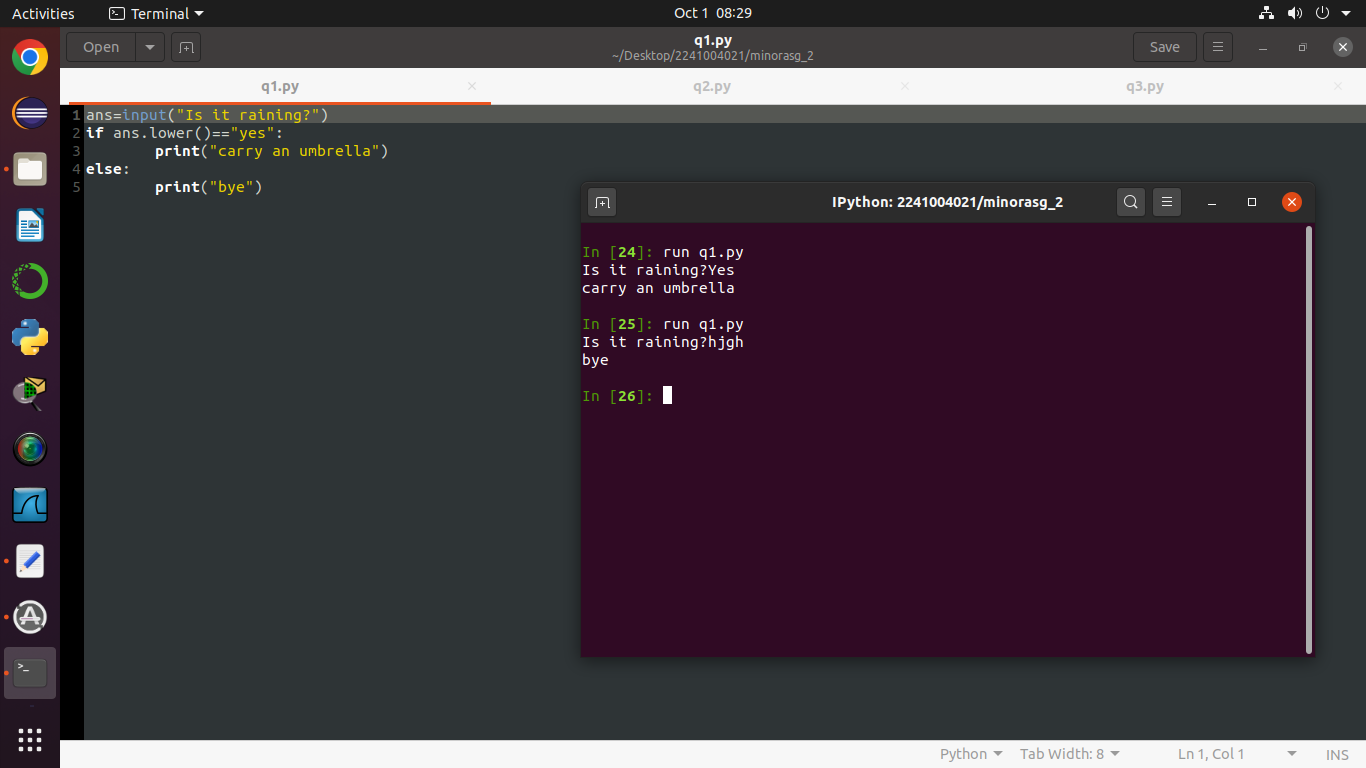 Activities Terminal Oct 1 08:29
Open q1.py Save
~/Desktop/2241004021/minorasg_2
q1.py q2.py q3.py
1 ans=input("Is it raining?")
2 if ans.lower()=="yes":
3 print("carry an umbrella")
4 else:
5 print("bye")
IPython: 2241004021/minorasg_2
In [24]: run q1.py
Is it raining?Yes
carry an umbrella
In [25]: run q1.py
Is it raining?hjgh
bye
In [26]:
Python Tab Width: 8 Ln 1, Col 1 INS